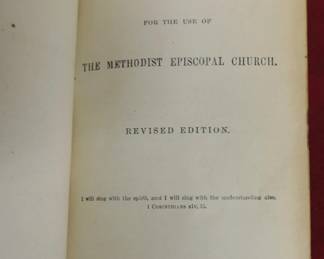 FOR THE USE OF
THE METHODIST EPISCOPAL CHURCH.
REVISED EDITION.
I will sing with the spirit, and I will sing with the understanding also.
1 CORINTHIANS xiv, 15.